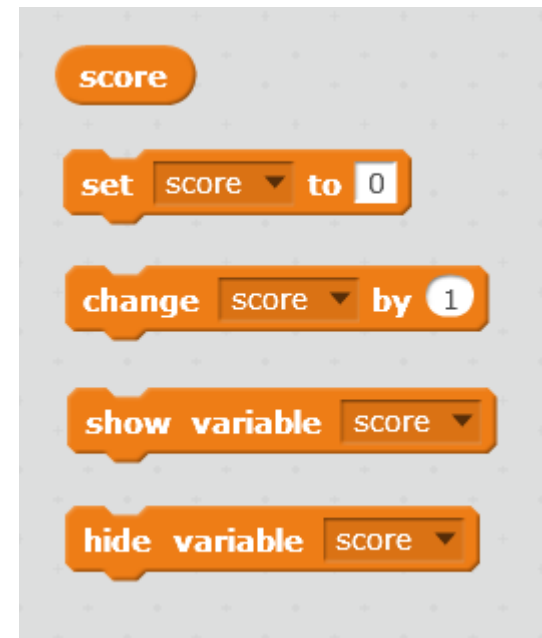 score
set score to 0
change score by 1
show variable score
hide variable score